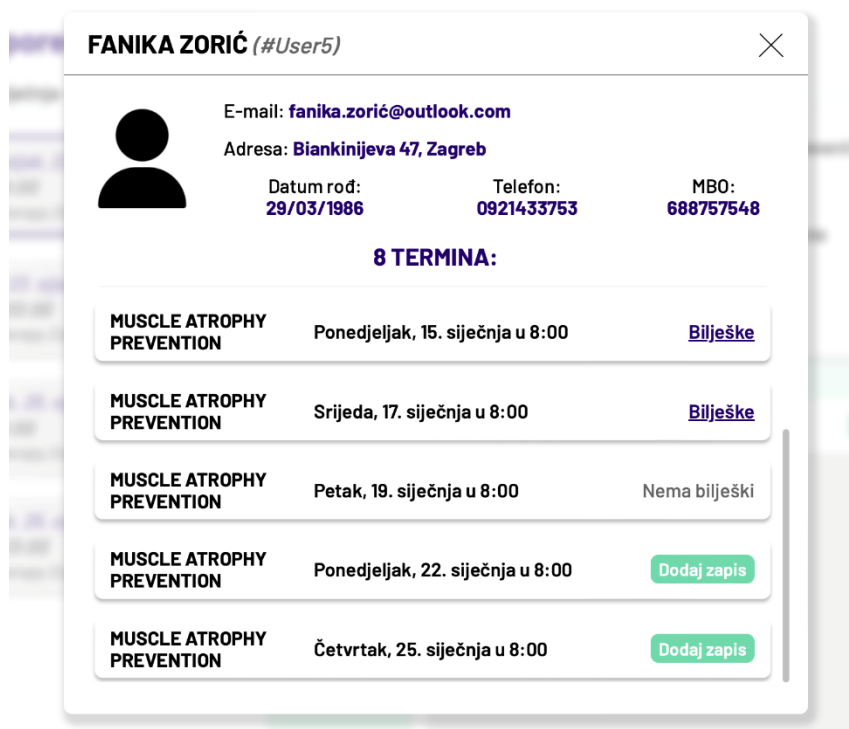 FANIKA ZORIĆ (#User5)
E-mail: fanika.zorić@outlook.com
Adresa: Biankinijeva 47, Zagreb
Datum rođ: Telefon: MBO:
29/03/1986 0921433753 688757548
8 TERMINA:
MUSCLE ATROPHY
PREVENTION
Ponedjeljak, 15. siječnja u 8:00
Bilješke
MUSCLE ATROPHY
PREVENTION
Srijeda, 17. siječnja u 8:00
Bilješke
MUSCLE ATROPHY
PREVENTION
Petak, 19. siječnja u 8:00
Nema bilješki
MUSCLE ATROPHY
PREVENTION
Ponedjeljak, 22. siječnja u 8:00
Dodaj zapis
MUSCLE ATROPHY
PREVENTION
Četvrtak, 25. siječnja u 8:00
Dodaj zapis